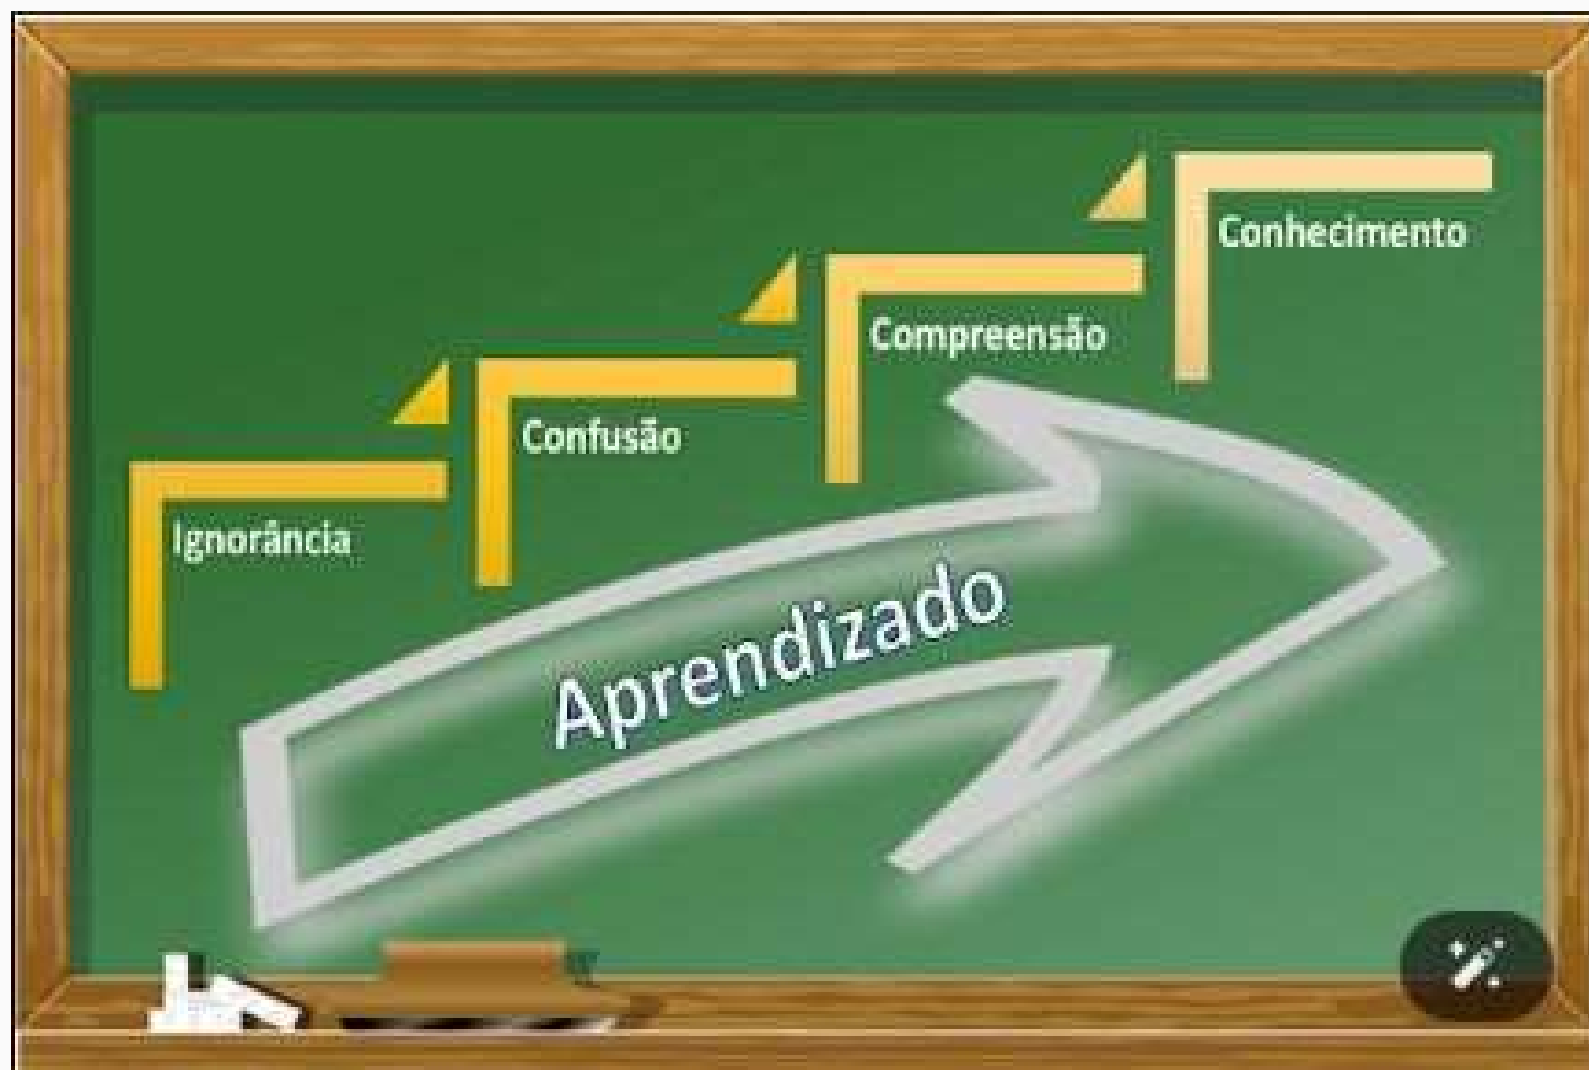 Conhecimento
Compreensão
Confusão
Ignorância
Aprendizado